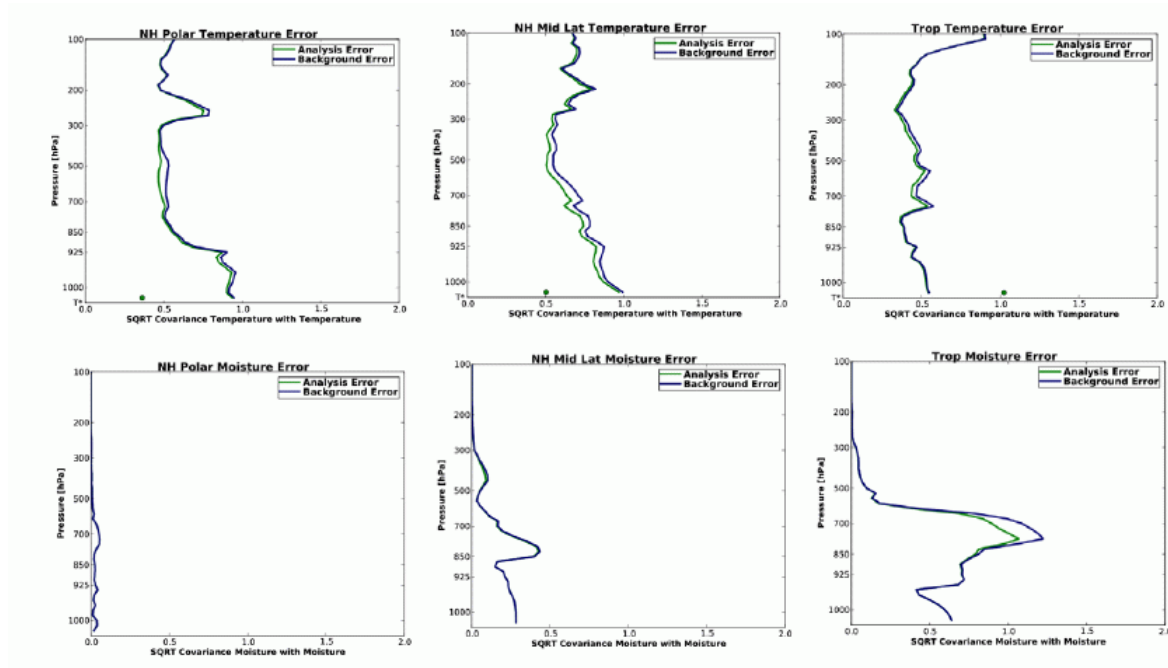 NH Polar Temperature Error
100
200
300
500
700
850
925
1000
T*
Pressure [hPa]
Analysis Error
Background Error
0.0 0.5 1.0 1.5 2.0
SQRT Covariance Temperature with Temperature
NH Mid Lat Temperature Error
100
200
300
500
700
850
925
1000
T*
Pressure [hPa]
Analysis Error
Background Error
0.0 0.5 1.0 1.5 2.0
SQRT Covariance Temperature with Temperature
Trop Temperature Error
100
200
300
500
700
850
925
1000
T*
Pressure [hPa]
Analysis Error
Background Error
0.0 0.5 1.0 1.5 2.0
SQRT Covariance Temperature with Temperature
NH Polar Moisture Error
100
200
300
500
700
850
925
1000
Pressure [hPa]
Analysis Error
Background Error
0.0 0.5 1.0 1.5 2.0
SQRT Covariance Moisture with Moisture
NH Mid Lat Moisture Error
100
200
300
500
700
850
925
1000
Pressure [hPa]
Analysis Error
Background Error
0.0 0.5 1.0 1.5 2.0
SQRT Covariance Moisture with Moisture
Trop Moisture Error
100
200
300
500
700
850
925
1000
Pressure [hPa]
Analysis Error
Background Error
0.0 0.5 1.0 1.5 2.0
SQRT Covariance Moisture with Moisture